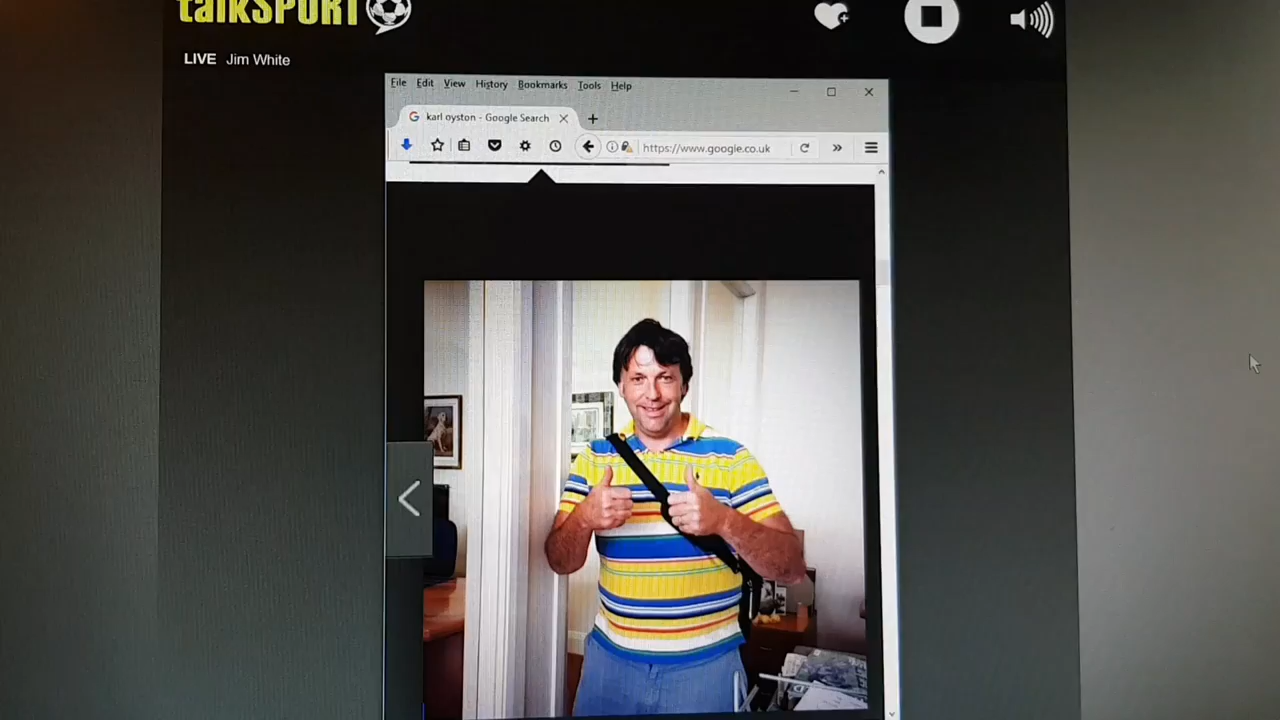 talkSPORT
LIVE Jim White
File Edit View History Bookmarks Tools Help
karl oyston - Google Search
https://www.google.co.uk